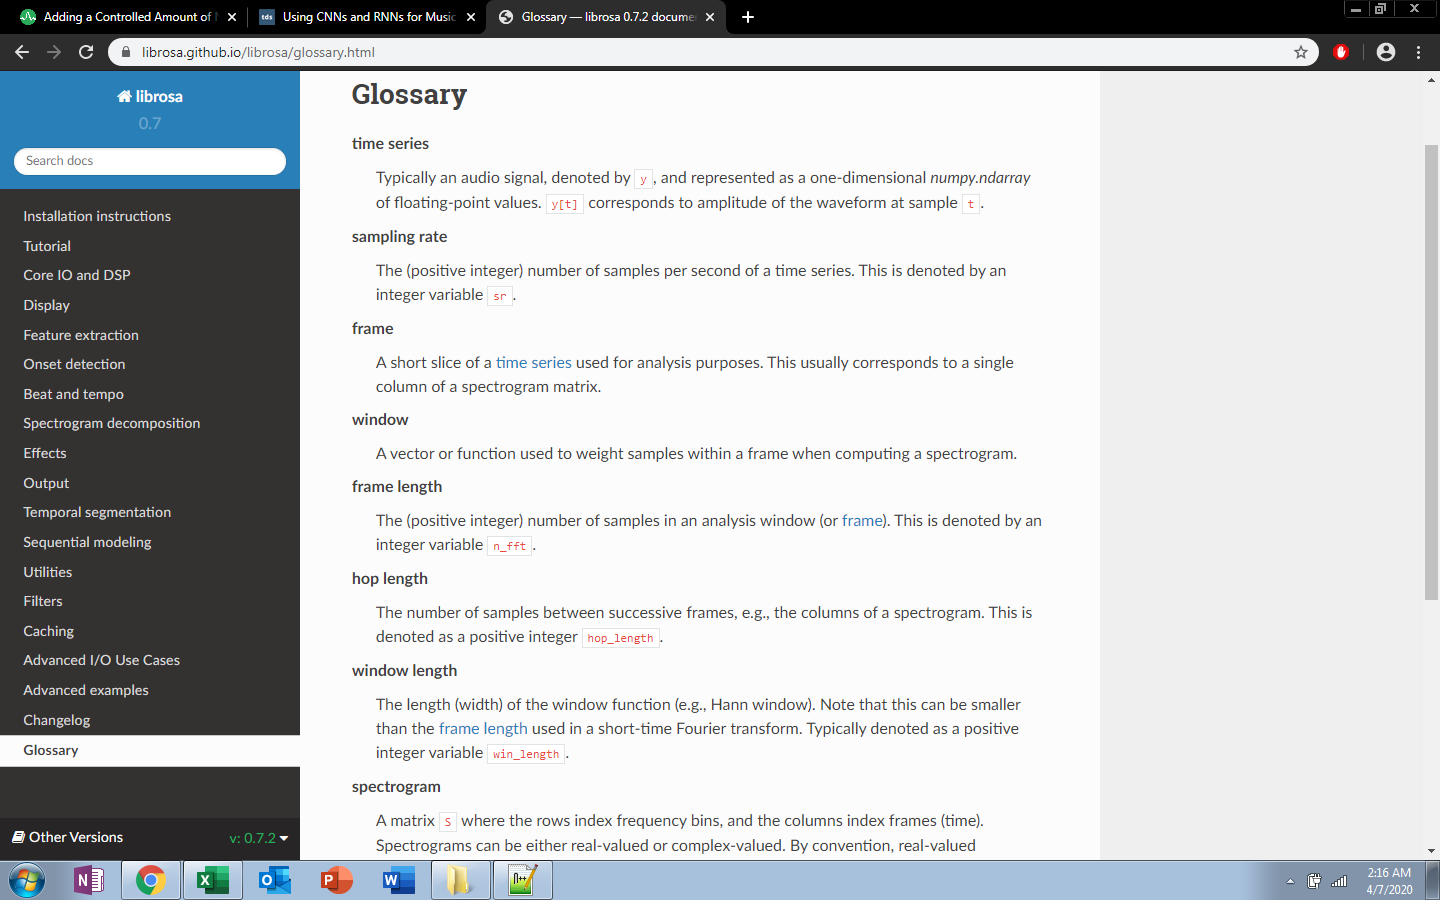 Adding a Controlled Amount of
Using CNNs and RNNs for Music
Glossary — librosa 0.7.2 docume
librosa.github.io/librosa/glossary.html
librosa
0.7
Search docs
Installation instructions
Tutorial
Core IO and DSP
Display
Feature extraction
Onset detection
Beat and tempo
Spectrogram decomposition
Effects
Output
Temporal segmentation
Sequential modeling
Utilities
Filters
Caching
Advanced I/O Use Cases
Advanced examples
Changelog
Glossary
Other Versions
v: 0.7.2
Glossary
time series
Typically an audio signal, denoted by y, and represented as a one-dimensional numpy.ndarray
of floating-point values. y[t] corresponds to amplitude of the waveform at sample t.
sampling rate
The (positive integer) number of samples per second of a time series. This is denoted by an
integer variable sr.
frame
A short slice of a time series used for analysis purposes. This usually corresponds to a single
column of a spectrogram matrix.
window
A vector or function used to weight samples within a frame when computing a spectrogram.
frame length
The (positive integer) number of samples in an analysis window (or frame). This is denoted by an
integer variable n_fft.
hop length
The number of samples between successive frames, e.g., the columns of a spectrogram. This is
denoted as a positive integer hop_length.
window length
The length (width) of the window function (e.g., Hann window). Note that this can be smaller
than the frame length used in a short-time Fourier transform. Typically denoted as a positive
integer variable win_length.
spectrogram
A matrix S where the rows index frequency bins, and the columns index frames (time).
Spectrograms can be either real-valued or complex-valued. By convention, real-valued
2:16 AM
4/7/2020